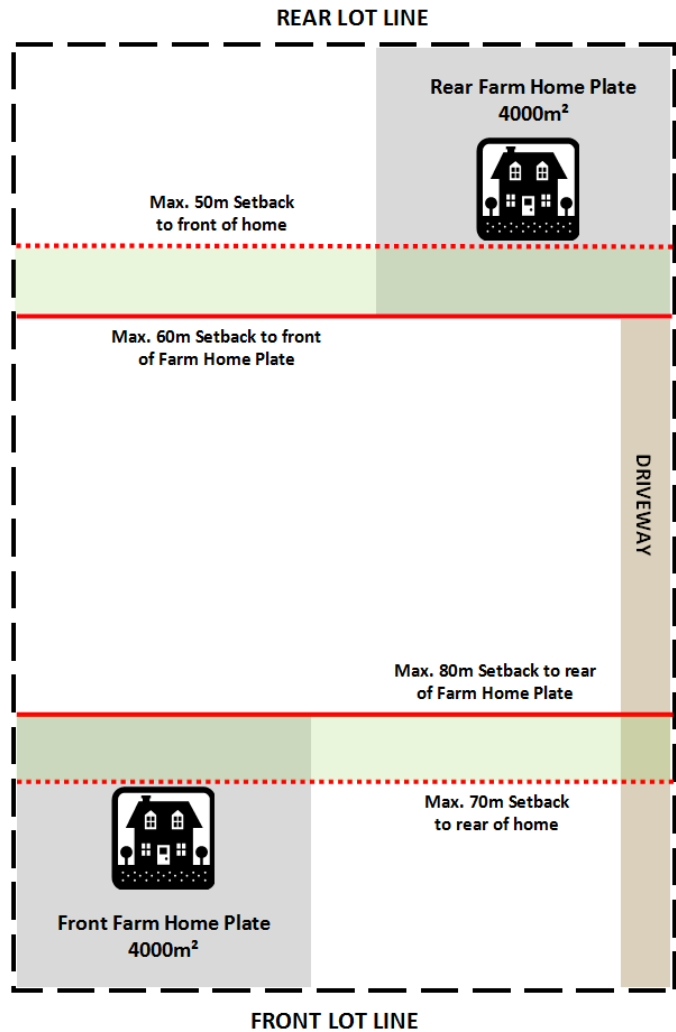 REAR LOT LINE
Rear Farm Home Plate
4000m²
Max. 50m Setback
to front of home
Max. 60m Setback to front
of Farm Home Plate
DRIVEWAY
Max. 80m Setback to rear
of Farm Home Plate
Max. 70m Setback
to rear of home
Front Farm Home Plate
4000m²
FRONT LOT LINE